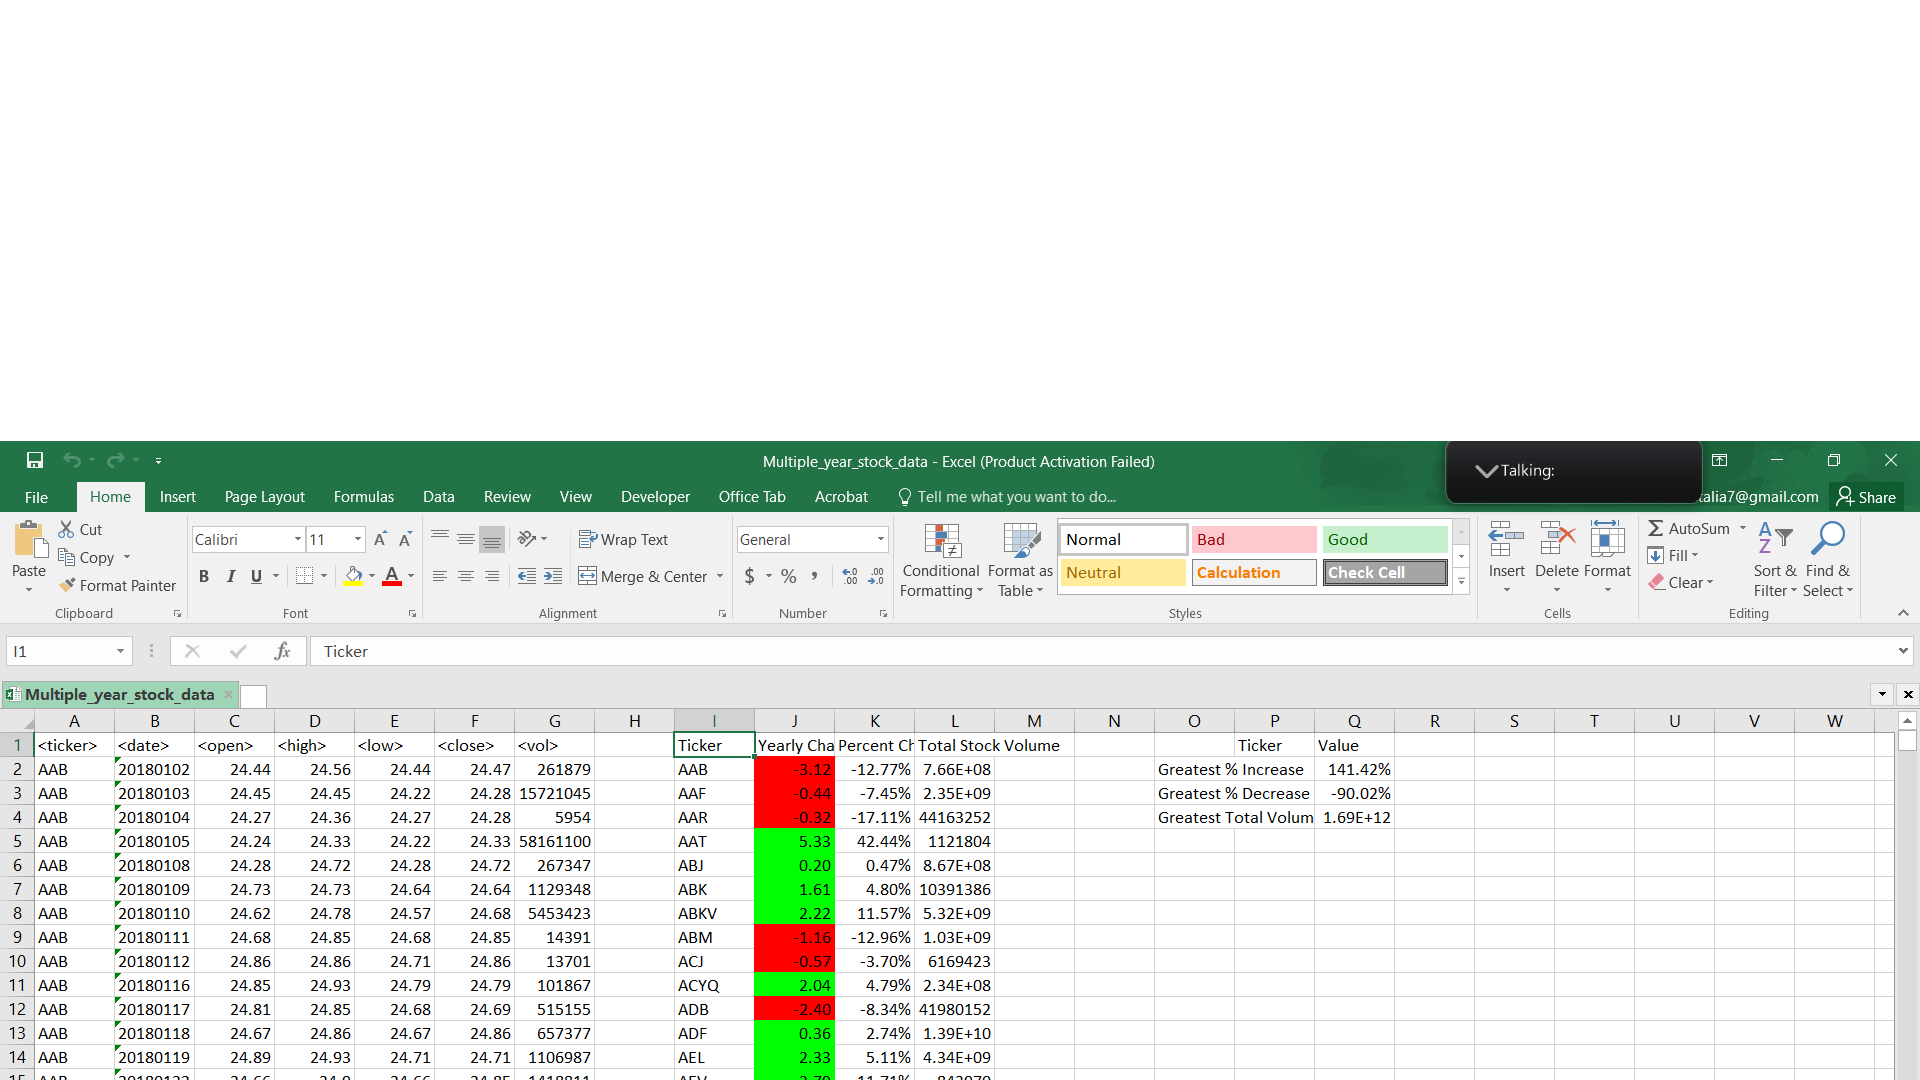 Multiple_year_stock_data - Excel (Product Activation Failed)
Talking:
File Home Insert Page Layout Formulas Data Review View Developer Office Tab Acrobat Tell me what you want to do... talia7@gmail.com Share
Paste
Cut
Copy
Format Painter
Clipboard
Calibri 11
B I U
Font
Wrap Text
Merge & Center
Alignment
General
$ % ,
Number
Conditional Formatting
Format as Table
Normal Bad Good
Neutral Calculation Check Cell
Styles
Insert Delete Format
Cells
AutoSum
Fill
Clear
Sort & Filter
Find & Select
Editing
I1 fx Ticker
Multiple_year_stock_data
A B C D E F G H I J K L M N O P Q R S T U V W
1 <ticker> <date> <open> <high> <low> <close> <vol> Ticker Yearly Cha Percent Ch Total Stock Volume Ticker Value
2 AAB 20180102 24.44 24.56 24.44 24.47 261879 AAB -3.12 -12.77% 7.66E+08 Greatest % Increase 141.42%
3 AAB 20180103 24.45 24.45 24.22 24.28 15721045 AAF -0.44 -7.45% 2.35E+09 Greatest % Decrease -90.02%
4 AAB 20180104 24.27 24.36 24.27 24.28 5954 AAR -0.32 -17.11% 44163252 Greatest Total Volum 1.69E+12
5 AAB 20180105 24.24 24.33 24.22 24.33 58161100 AAT 5.33 42.44% 1121804
6 AAB 20180108 24.28 24.72 24.28 24.72 267347 ABJ 0.20 0.47% 8.67E+08
7 AAB 20180109 24.73 24.73 24.64 24.64 1129348 ABK 1.61 4.80% 10391386
8 AAB 20180110 24.62 24.78 24.57 24.68 5453423 ABKV 2.22 11.57% 5.32E+09
9 AAB 20180111 24.68 24.85 24.68 24.85 14391 ABM -1.16 -12.96% 1.03E+09
10 AAB 20180112 24.86 24.86 24.71 24.86 13701 ACJ -0.57 -3.70% 6169423
11 AAB 20180116 24.85 24.93 24.79 24.79 101867 ACYQ 2.04 4.79% 2.34E+08
12 AAB 20180117 24.81 24.85 24.68 24.69 515155 ADB -2.40 -8.34% 41980152
13 AAB 20180118 24.67 24.86 24.67 24.86 657377 ADF 0.36 2.74% 1.39E+10
14 AAB 20180119 24.89 24.93 24.71 24.71 1106987 AEL 2.33 5.11% 4.34E+09